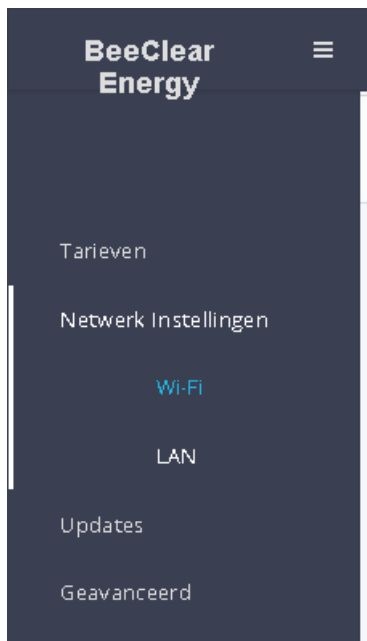 BeeClear
Energy
Tarieven
Netwerk Instellingen
Wi-Fi
LAN
Updates
Geavanceerd